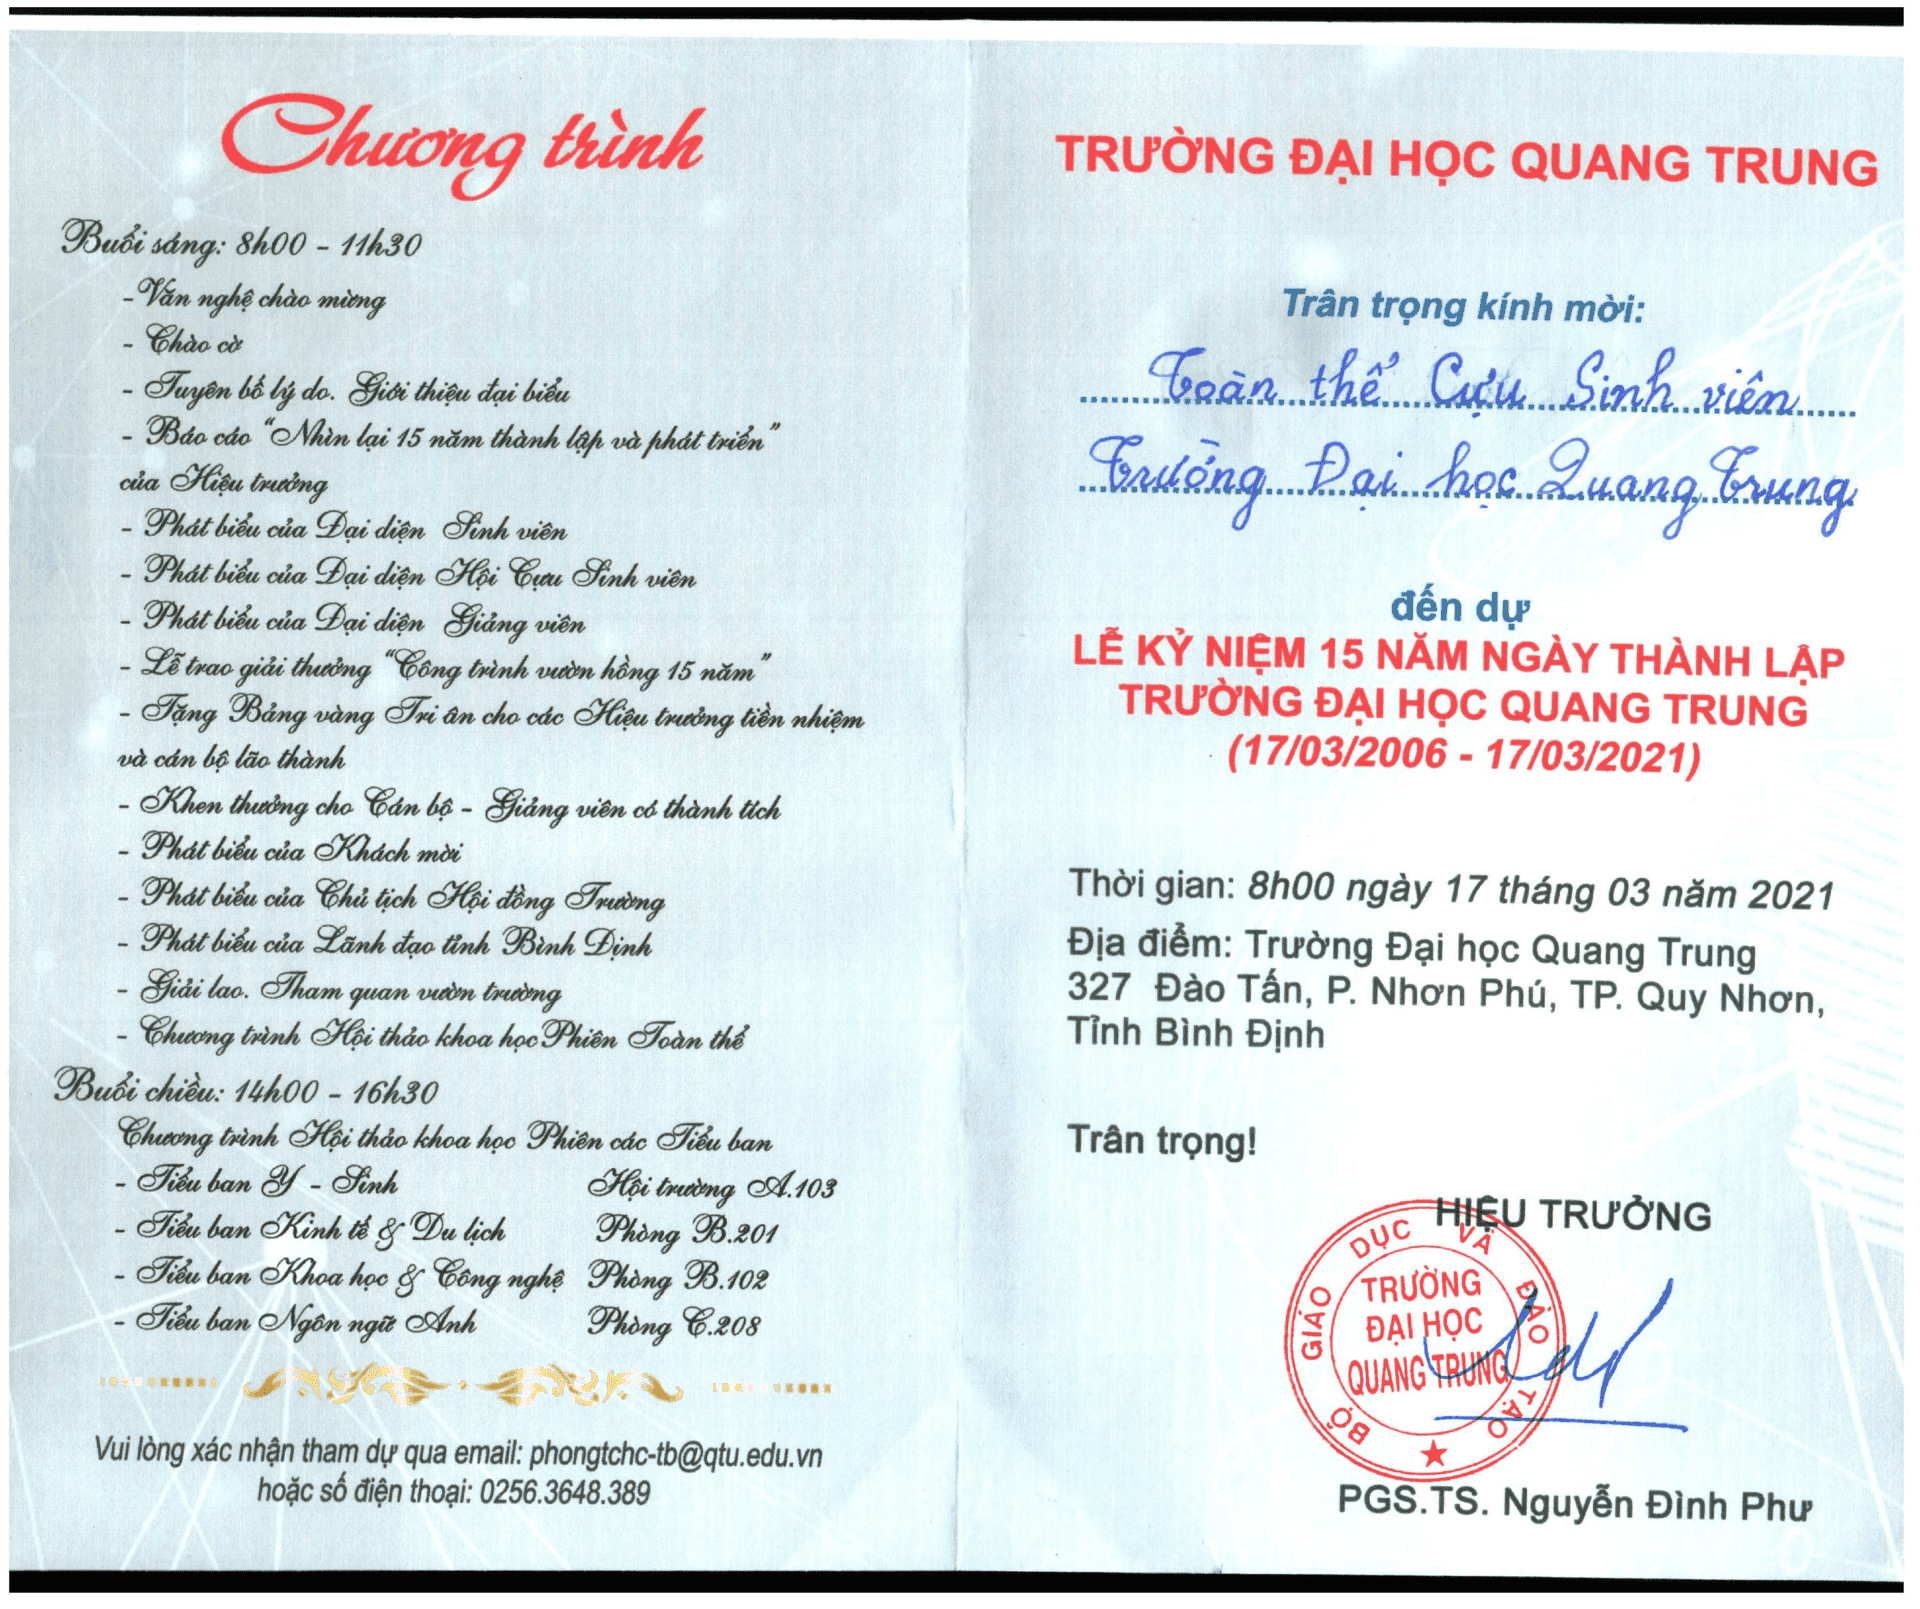 Chương trình
Buổi sáng: 8h00 - 11h30
- Văn nghệ chào mừng
- Chào cờ
- Tuyên bố lý do. Giới thiệu đại biểu
- Báo cáo “Nhìn lại 15 năm thành lập và phát triển”
của Hiệu trưởng
- Phát biểu của Đại diện Sinh viên
- Phát biểu của Đại diện Hội Cựu Sinh viên
- Phát biểu của Đại diện Giảng viên
- Lễ trao giải thưởng “Công trình vườn hồng 15 năm”
- Tặng Bảng vàng Tri ân cho các Hiệu trưởng tiền nhiệm
và cán bộ lão thành
- Khen thưởng cho Cán bộ - Giảng viên có thành tích
- Phát biểu của Khách mời
- Phát biểu của Chủ tịch Hội đồng Trường
- Phát biểu của Lãnh đạo tỉnh Bình Định
- Giải lao. Tham quan vườn trường
- Chương trình Hội thảo khoa học Phiên Toàn thể
Buổi chiều: 14h00 - 16h30
Chương trình Hội thảo khoa học Phiên các Tiểu ban
- Tiểu ban Y - Sinh Hội trường A.103
- Tiểu ban Kinh tế & Du lịch Phòng B.201
- Tiểu ban Khoa học & Công nghệ Phòng B.102
- Tiểu ban Ngôn ngữ Anh Phòng C.208
Vui lòng xác nhận tham dự qua email: phongtchc-tb@qtu.edu.vn
hoặc số điện thoại: 0256.3648.389
TRƯỜNG ĐẠI HỌC QUANG TRUNG
Trân trọng kính mời:
Toàn thể Cựu Sinh viên
Trường Đại học Quang Trung
đến dự
LỄ KỶ NIỆM 15 NĂM NGÀY THÀNH LẬP
TRƯỜNG ĐẠI HỌC QUANG TRUNG
(17/03/2006 - 17/03/2021)
Thời gian: 8h00 ngày 17 tháng 03 năm 2021
Địa điểm: Trường Đại học Quang Trung
327 Đào Tấn, P. Nhơn Phú, TP. Quy Nhơn,
Tỉnh Bình Định
Trân trọng!
HIỆU TRƯỞNG
BỘ GIÁO DỤC VÀ ĐÀO TẠO
TRƯỜNG
ĐẠI HỌC
QUANG TRUNG
PGS.TS. Nguyễn Đình Phư